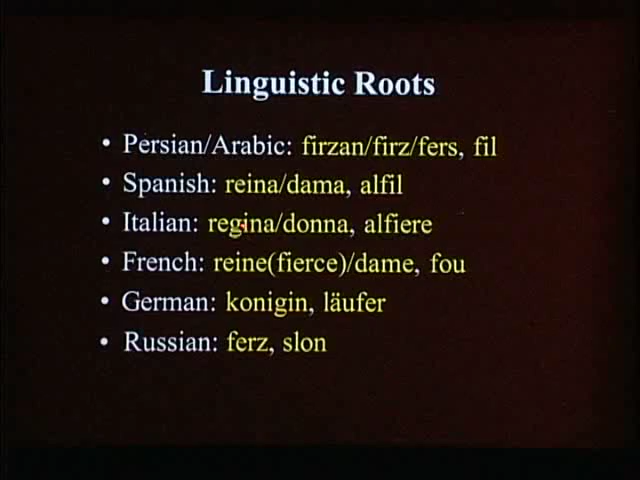 Linguistic Roots
• Persian/Arabic: firzan/firz/fers, fil
• Spanish: reina/dama, alfil
• Italian: regina/donna, alfiere
• French: reine(fierce)/dame, fou
• German: konigin, läufer
• Russian: ferz, slon